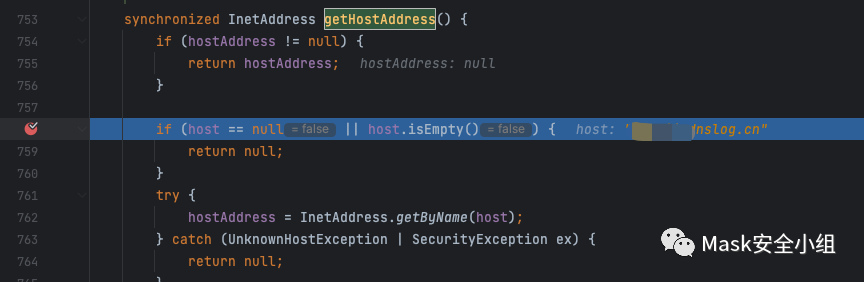 753 synchronized InetAddress getHostAddress() {
754 if (hostAddress != null) {
755 return hostAddress; hostAddress: null
756 }
757
if (host == null = false || host.isEmpty() = false ) { host: "nslog.cn"
759 return null;
760 }
761 try {
762 hostAddress = InetAddress.getByName(host);
763 } catch (UnknownHostException | SecurityException ex) {
764 return null;
765 }
Mask安全小组